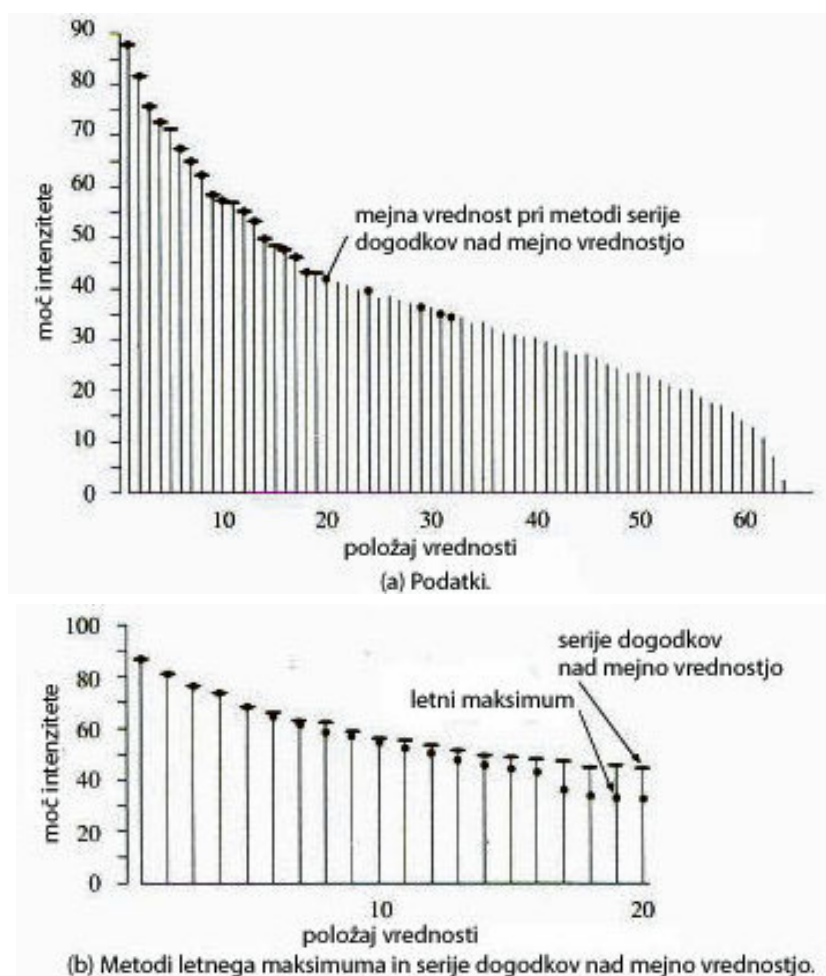 90
80
70
60
50
40
30
20
10
0
moč intenzitete
mejna vrednost pri metodi serije
dogodkov nad mejno vrednostjo
10 20 30 40 50 60
položaj vrednosti
(a) Podatki.
100
80
60
40
20
0
moč intenzitete
serije dogodkov
nad mejno vrednostjo
letni maksimum
10 20
položaj vrednosti
(b) Metodi letnega maksimuma in serije dogodkov nad mejno vrednostjo.